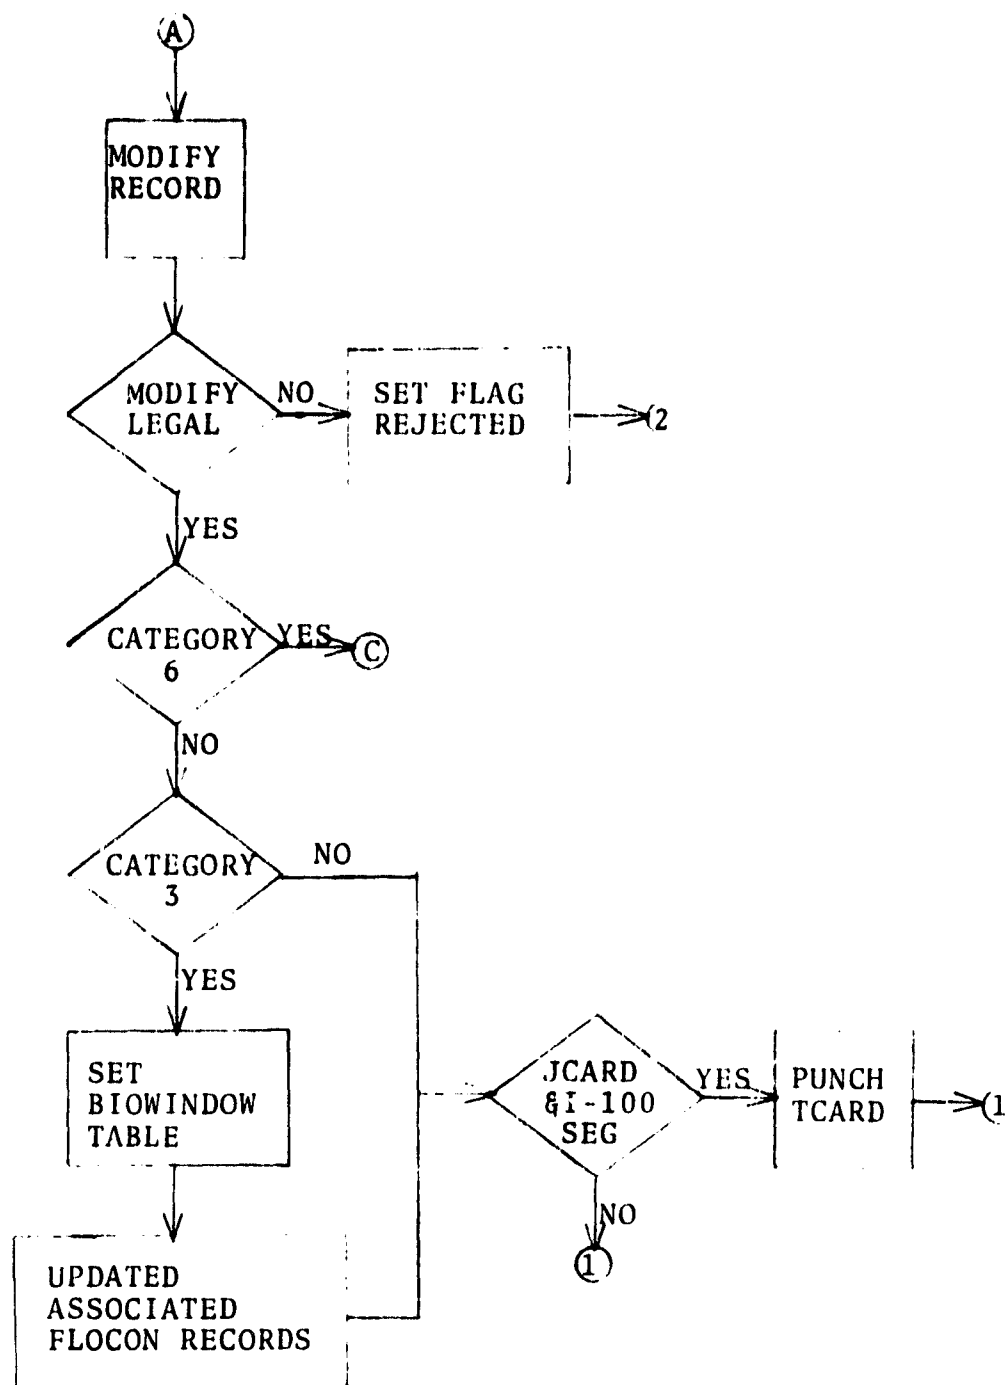 A
MODIFY
RECORD
MODIFY
LEGAL
NO
SET FLAG
REJECTED
2
YES
CATEGORY
6
YES
C
NO
CATEGORY
3
NO
YES
SET
BIOWINDOW
TABLE
JCARD
&I-100
SEG
YES
PUNCH
TCARD
1
NO
1
UPDATED
ASSOCIATED
FLOCON RECORDS